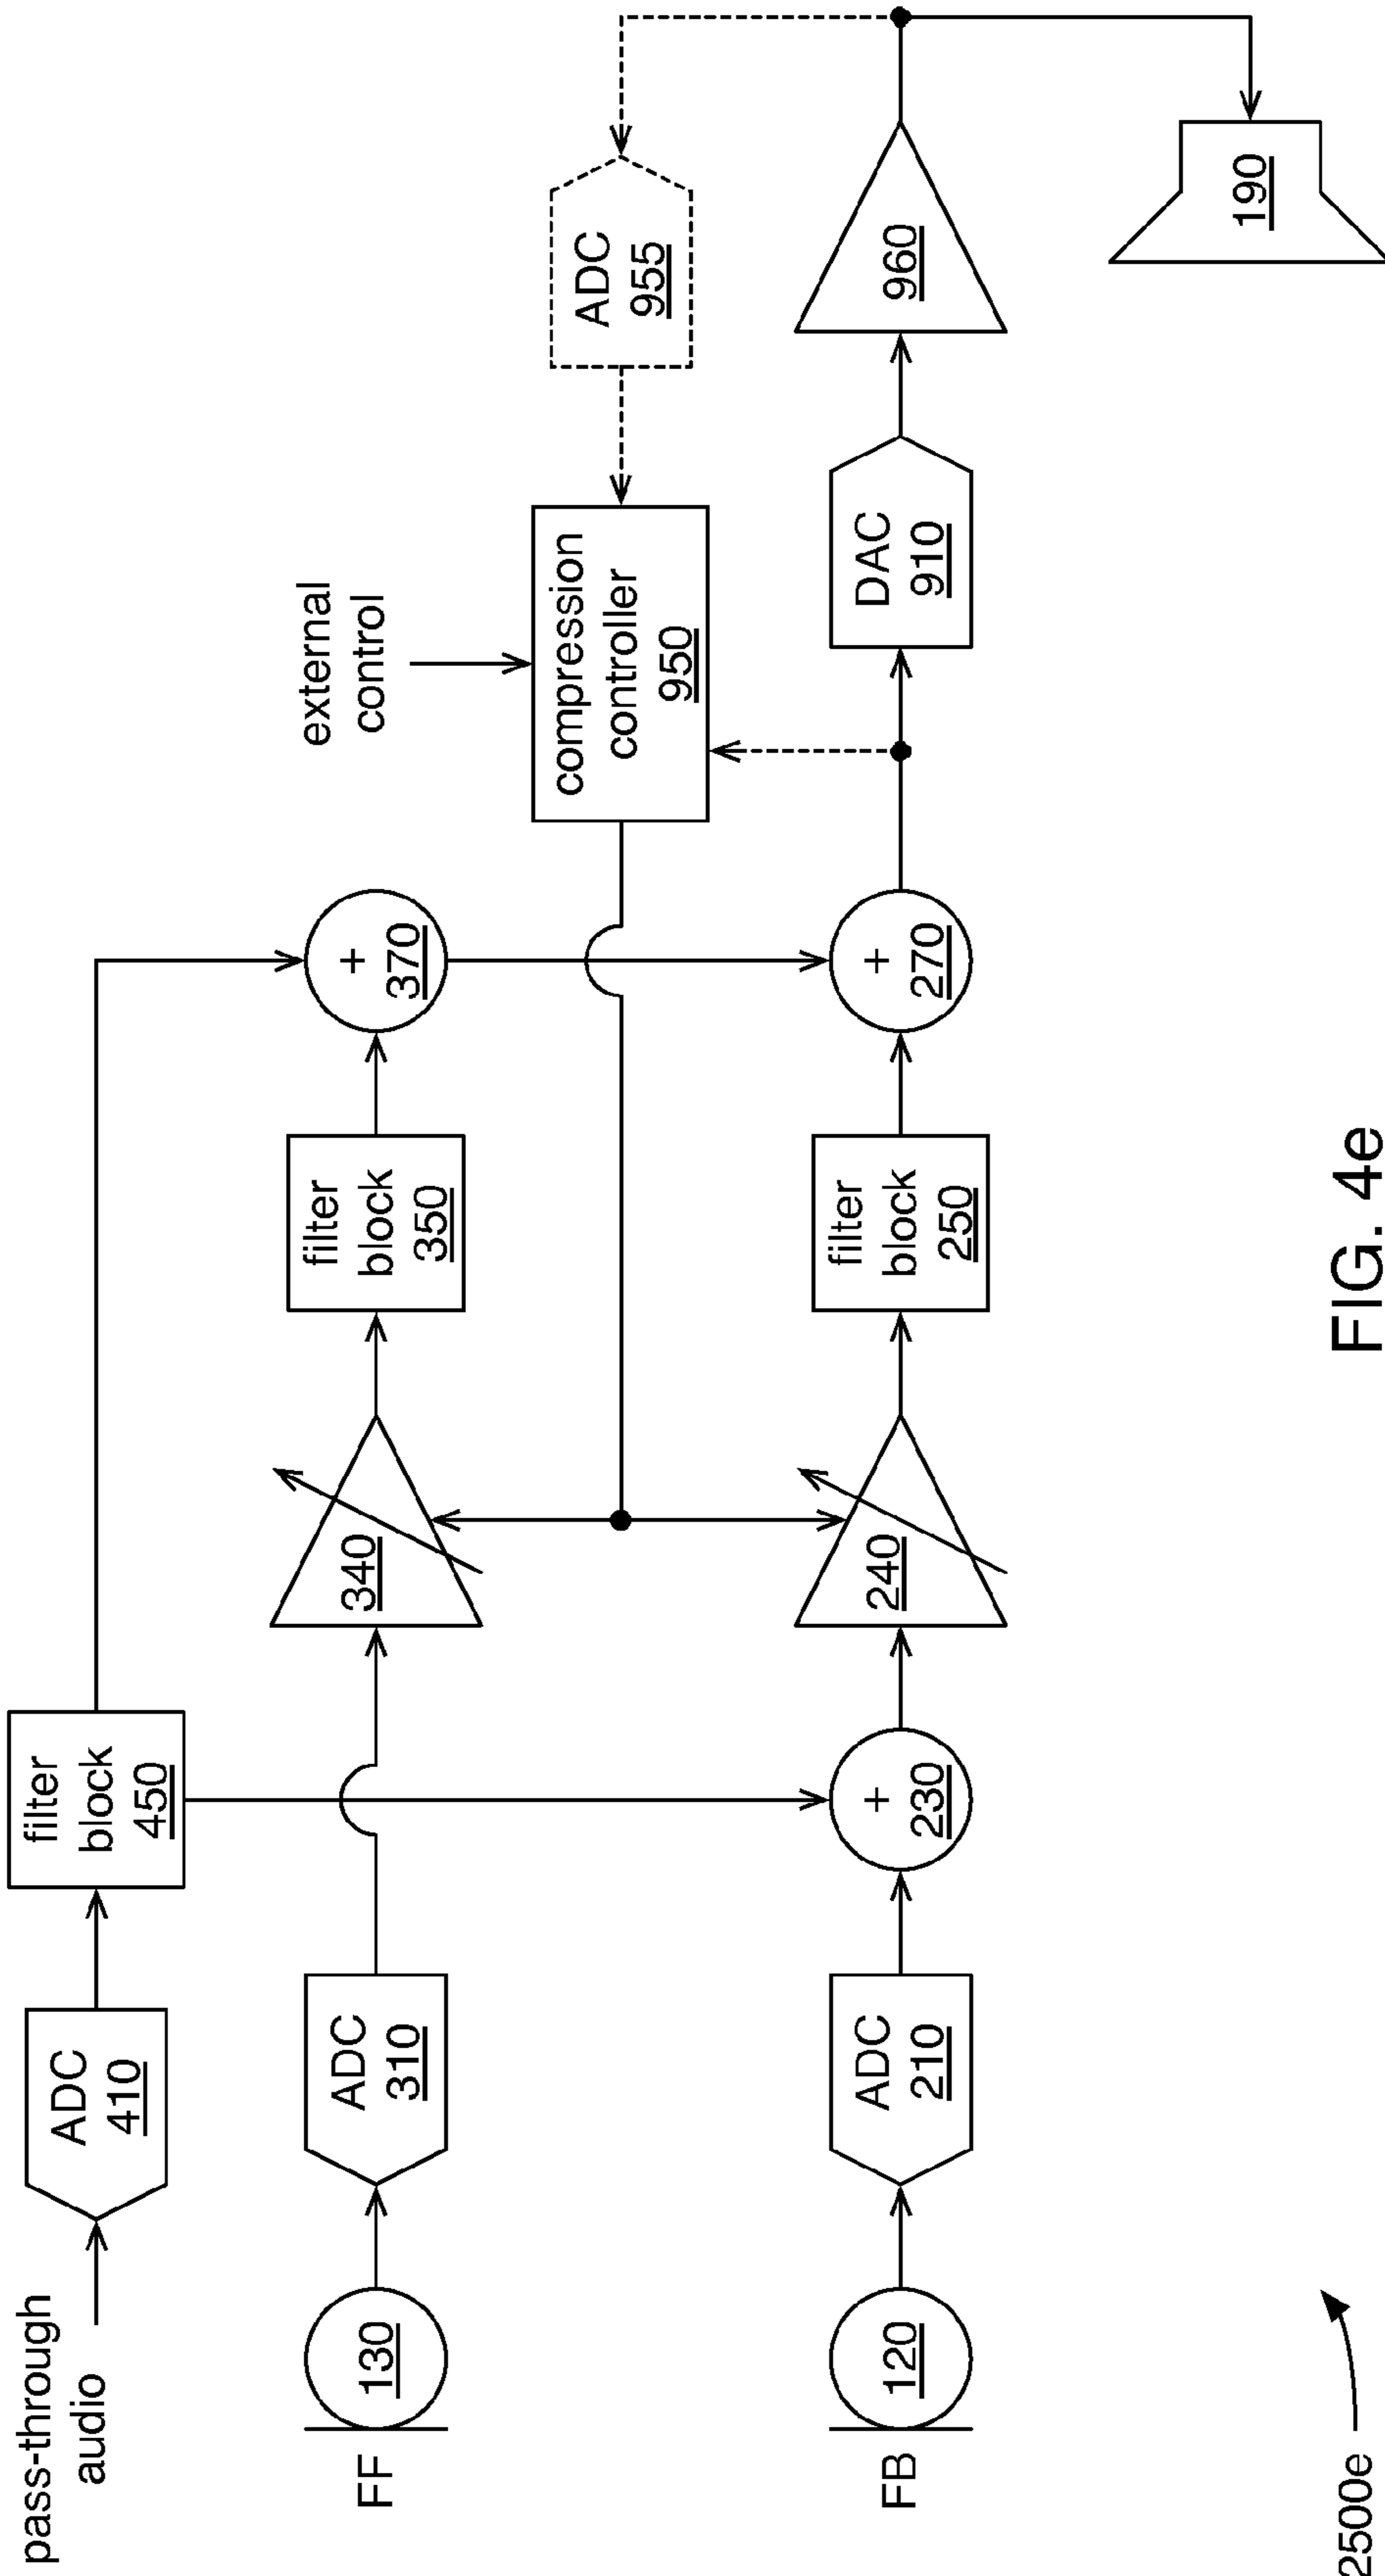 pass-through
audio
ADC
410
filter
block
450
FF
130
ADC
310
340
filter
block
350
+
370
external
control
compression
controller
950
ADC
955
FB
120
ADC
210
+
230
240
filter
block
250
+
270
DAC
910
960
190
2500e
FIG. 4e